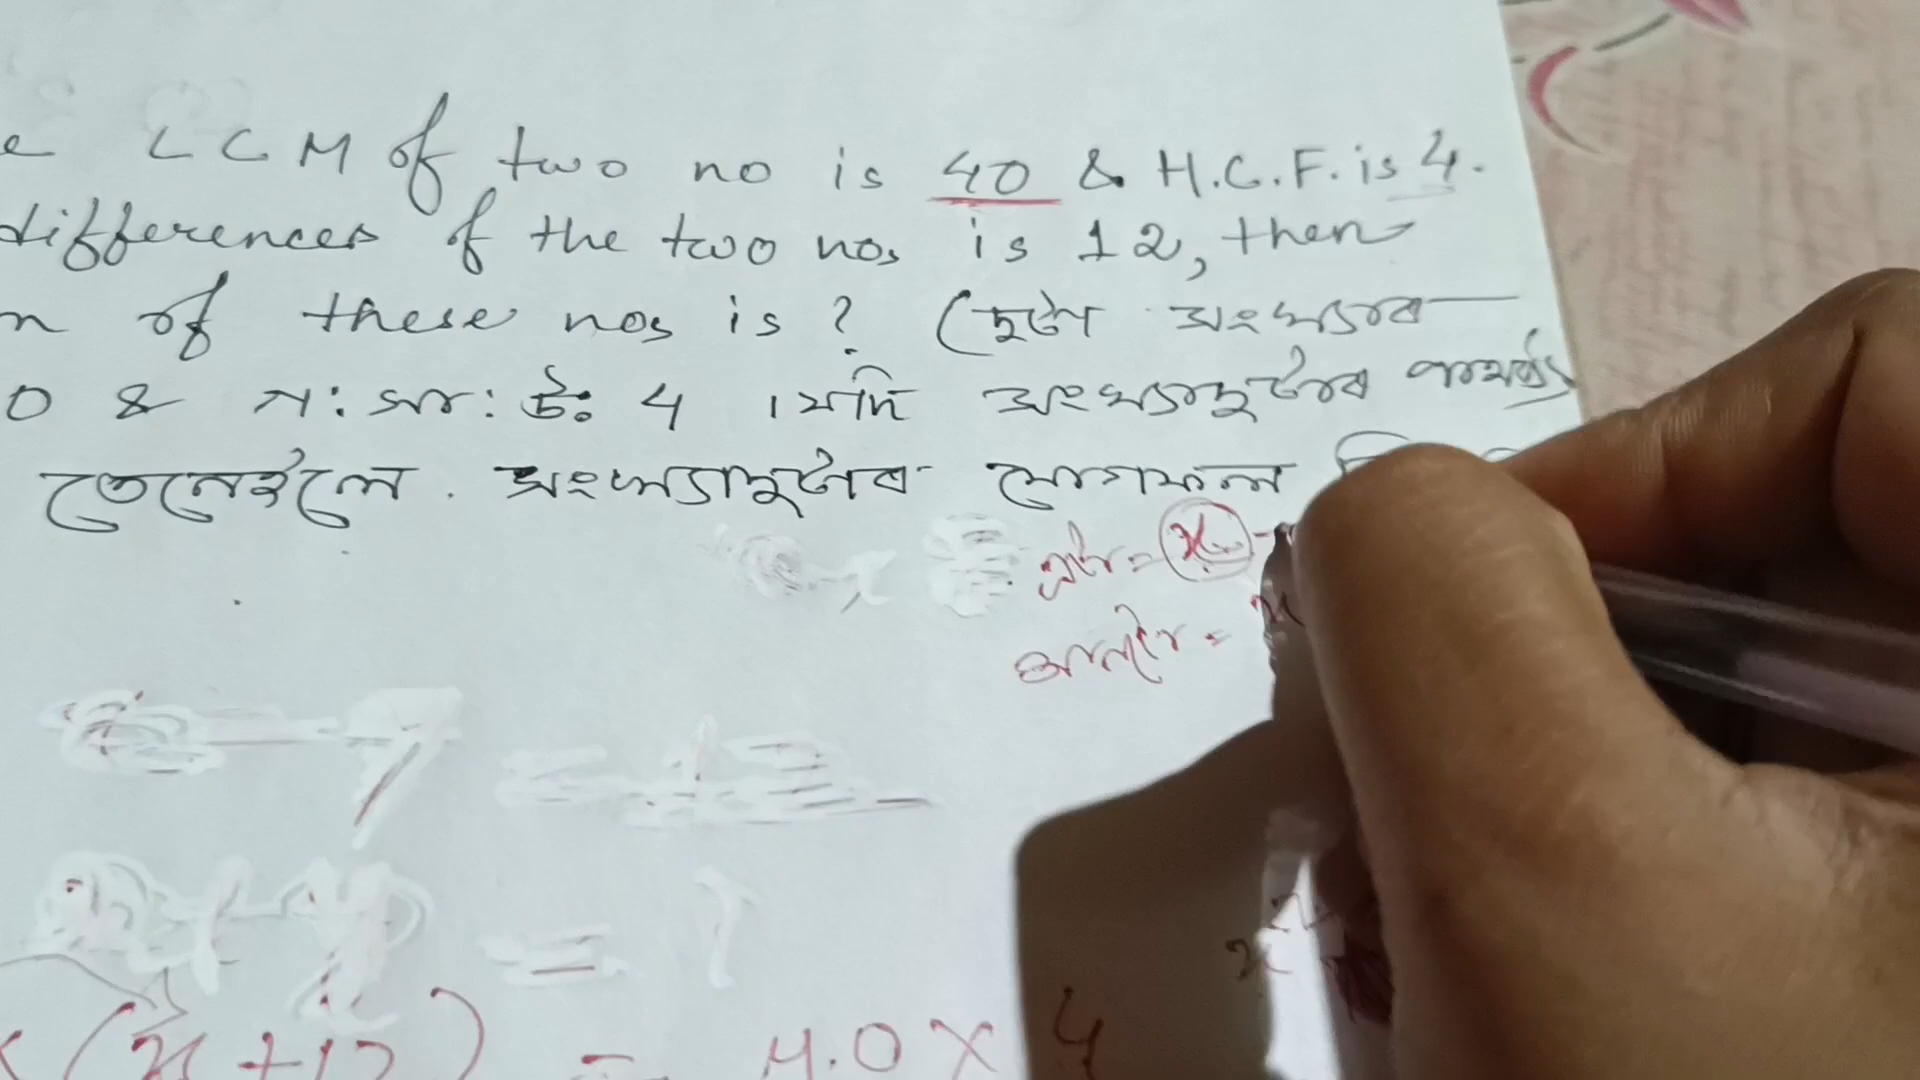 e LCM of two no is 40 & H.C.F. is 4.
differences of the two nos is 12, then
n of these nos is ? (দুটা সংখ্যাৰ
0 & গ: সা: উ: 4 । যদি সংখ্যাদুটাৰ পাৰ্থক্য
তেনেহ'লে সংখ্যাদুটাৰ যোগফল
এটা = x
আনটো = x
(x+12) = 40 × 4